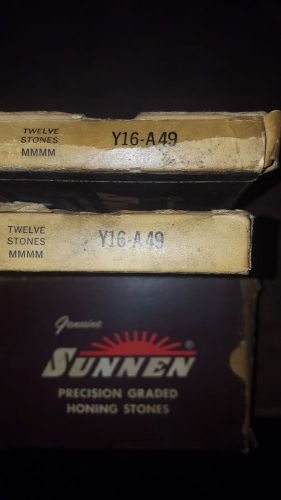 TWELVE
STONES
MMMM
Y16-A49
TWELVE
STONES
MMMM
Y16-A49
Genuine
SUNNEN®
PRECISION GRADED
HONING STONES